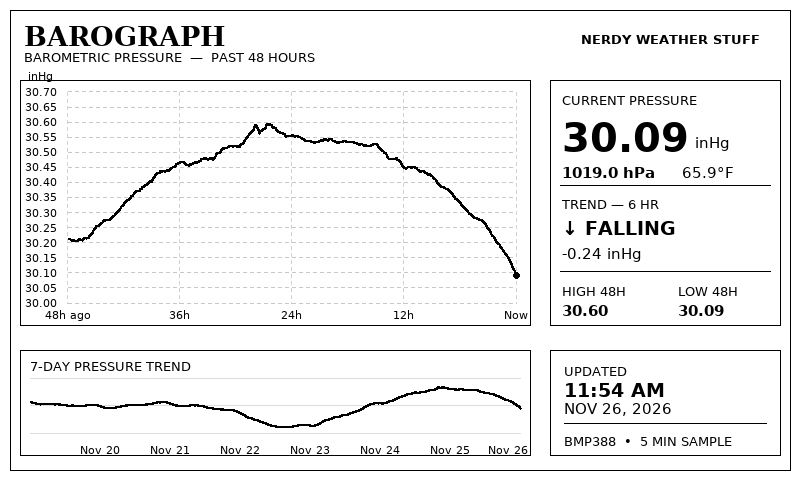 BAROGRAPH
BAROMETRIC PRESSURE — PAST 48 HOURS
NERDY WEATHER STUFF
inHg
30.70
30.65
30.60
30.55
30.50
30.45
30.40
30.35
30.30
30.25
30.20
30.15
30.10
30.05
30.00
48h ago 36h 24h 12h Now
CURRENT PRESSURE
30.09 inHg
1019.0 hPa 65.9°F
TREND — 6 HR
↓ FALLING
-0.24 inHg
HIGH 48H LOW 48H
30.60 30.09
7-DAY PRESSURE TREND
Nov 20 Nov 21 Nov 22 Nov 23 Nov 24 Nov 25 Nov 26
UPDATED
11:54 AM
NOV 26, 2026
BMP388 • 5 MIN SAMPLE